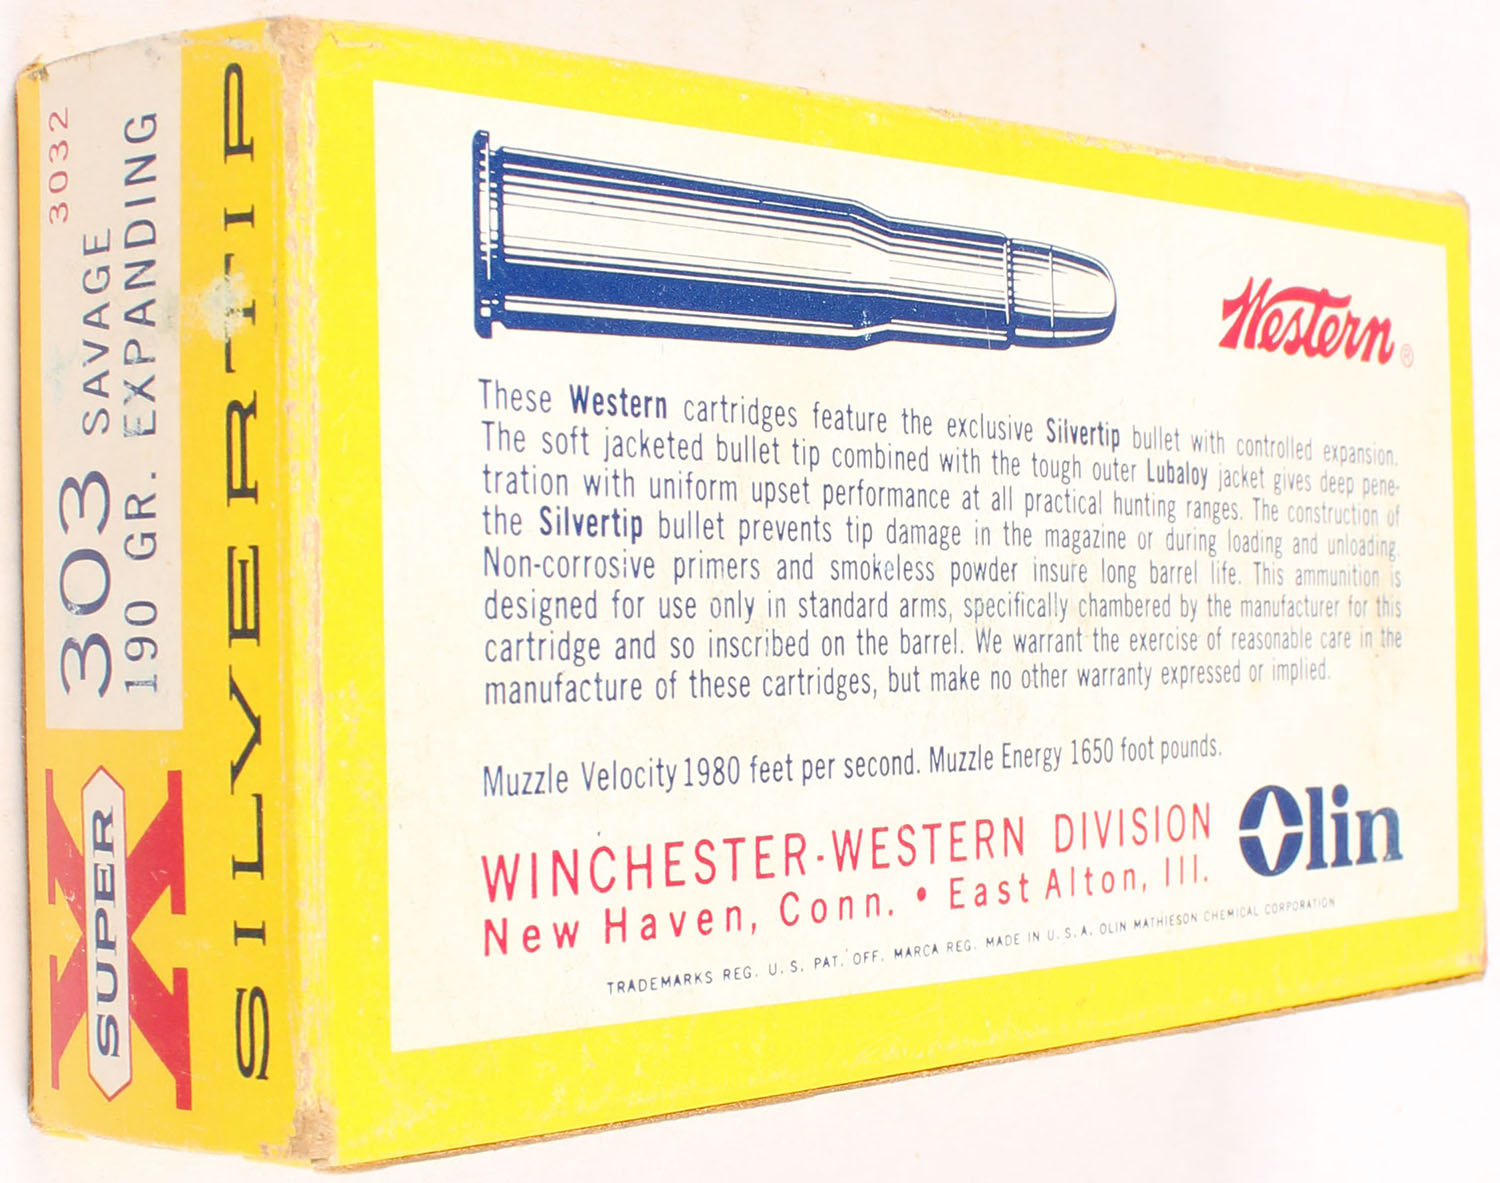 3032
303 SAVAGE
190 GR. EXPANDING
SUPER X
SILVERTIP
Western ®
These Western cartridges feature the exclusive Silvertip bullet with controlled expansion.
The soft jacketed bullet tip combined with the tough outer Lubaloy jacket gives deep pene-
tration with uniform upset performance at all practical hunting ranges. The construction of
the Silvertip bullet prevents tip damage in the magazine or during loading and unloading.
Non-corrosive primers and smokeless powder insure long barrel life. This ammunition is
designed for use only in standard arms, specifically chambered by the manufacturer for this
cartridge and so inscribed on the barrel. We warrant the exercise of reasonable care in the
manufacture of these cartridges, but make no other warranty expressed or implied.
Muzzle Velocity 1980 feet per second. Muzzle Energy 1650 foot pounds.
WINCHESTER-WESTERN DIVISION
New Haven, Conn. • East Alton, Ill.
Olin
TRADEMARKS REG. U. S. PAT. OFF. MARCA REG. MADE IN U. S. A. OLIN MATHIESON CHEMICAL CORPORATION